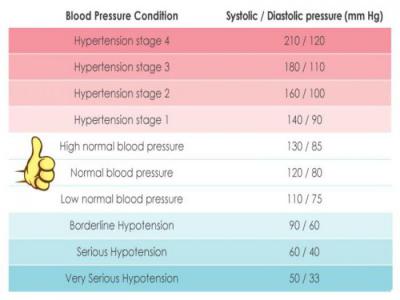 Blood Pressure Condition Systolic / Diastolic pressure (mm Hg)
Hypertension stage 4 210 / 120
Hypertension stage 3 180 / 110
Hypertension stage 2 160 / 100
Hypertension stage 1 140 / 90
High normal blood pressure 130 / 85
Normal blood pressure 120 / 80
Low normal blood pressure 110 / 75
Borderline Hypotension 90 / 60
Serious Hypotension 60 / 40
Very Serious Hypotension 50 / 33